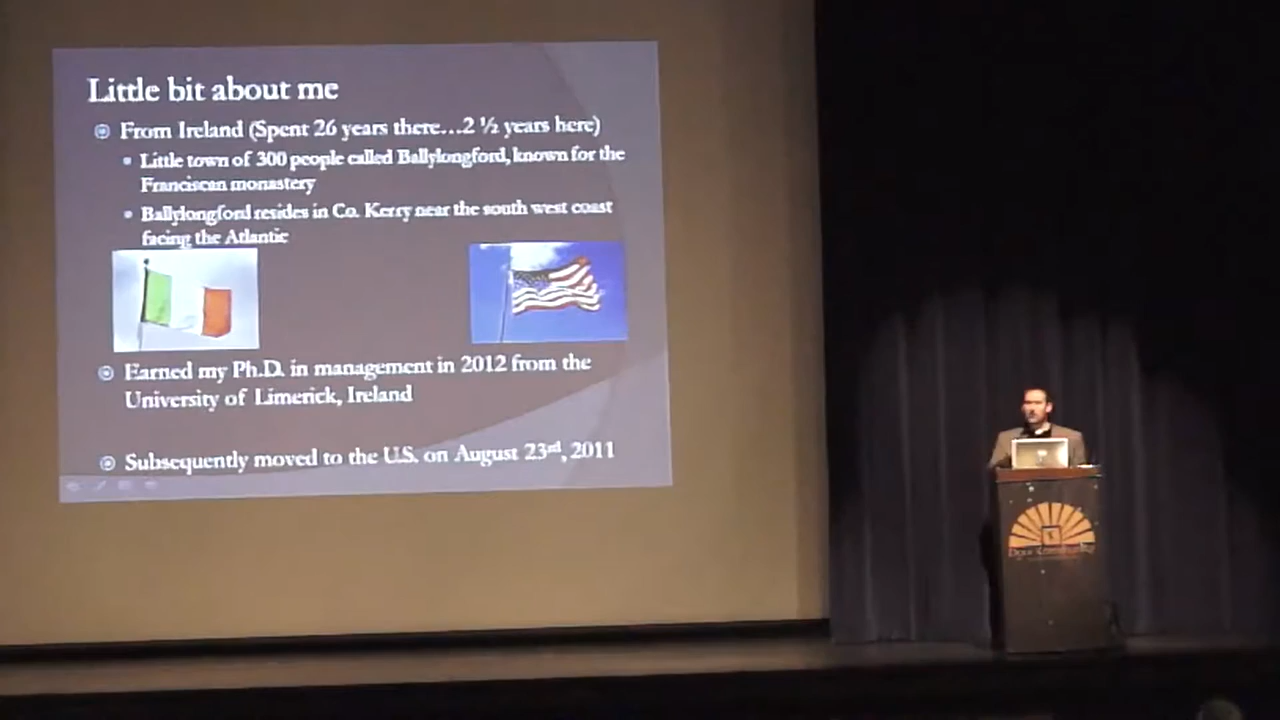 Little bit about me
From Ireland (Spent 26 years there...2 ½ years here)
Little town of 300 people called Ballylongford, known for the
Franciscan monastery
Ballylongford resides in Co. Kerry near the south west coast
facing the Atlantic
Earned my Ph.D. in management in 2012 from the
University of Limerick, Ireland
Subsequently moved to the U.S. on August 23rd, 2011
Door Community